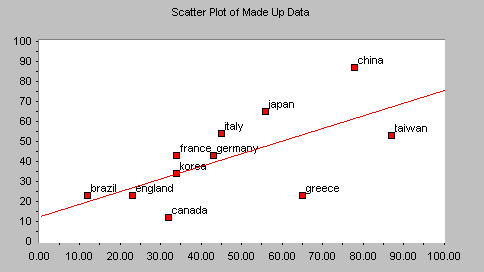 Scatter Plot of Made Up Data
100
90
china
80
70
japan
60
italy
taiwan
50
france germany
40
korea
30
brazil england greece
20
canada
10
0
0.00 10.00 20.00 30.00 40.00 50.00 60.00 70.00 80.00 90.00 100.00